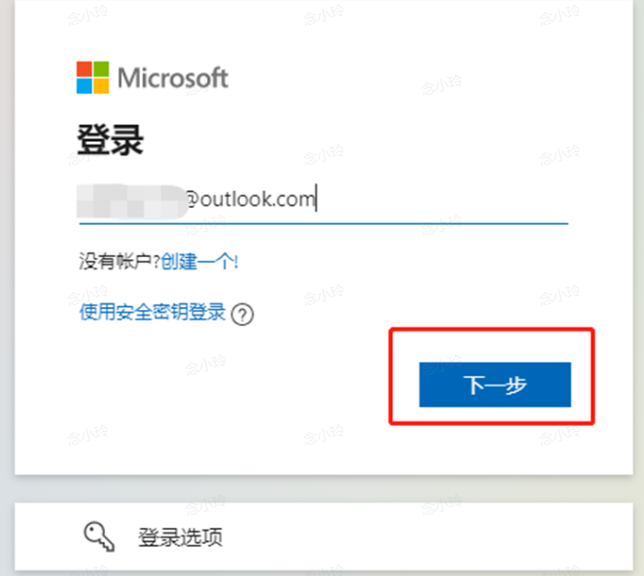 Microsoft
登录
@outlook.com
没有帐户?创建一个!
使用安全密钥登录 ?
下一步
登录选项
念小玲